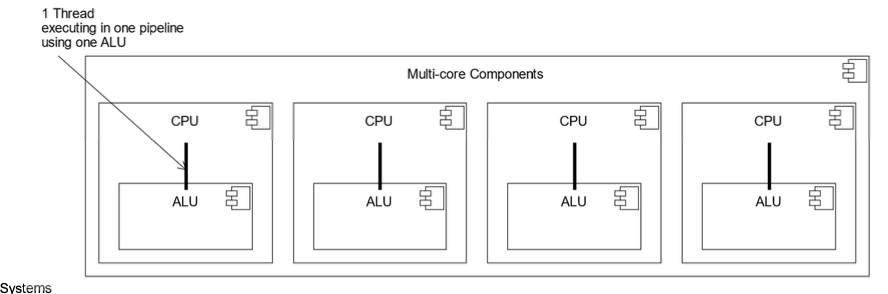 1 Thread
executing in one pipeline
using one ALU
Multi-core Components
CPU
CPU
CPU
CPU
ALU
ALU
ALU
ALU
Systems